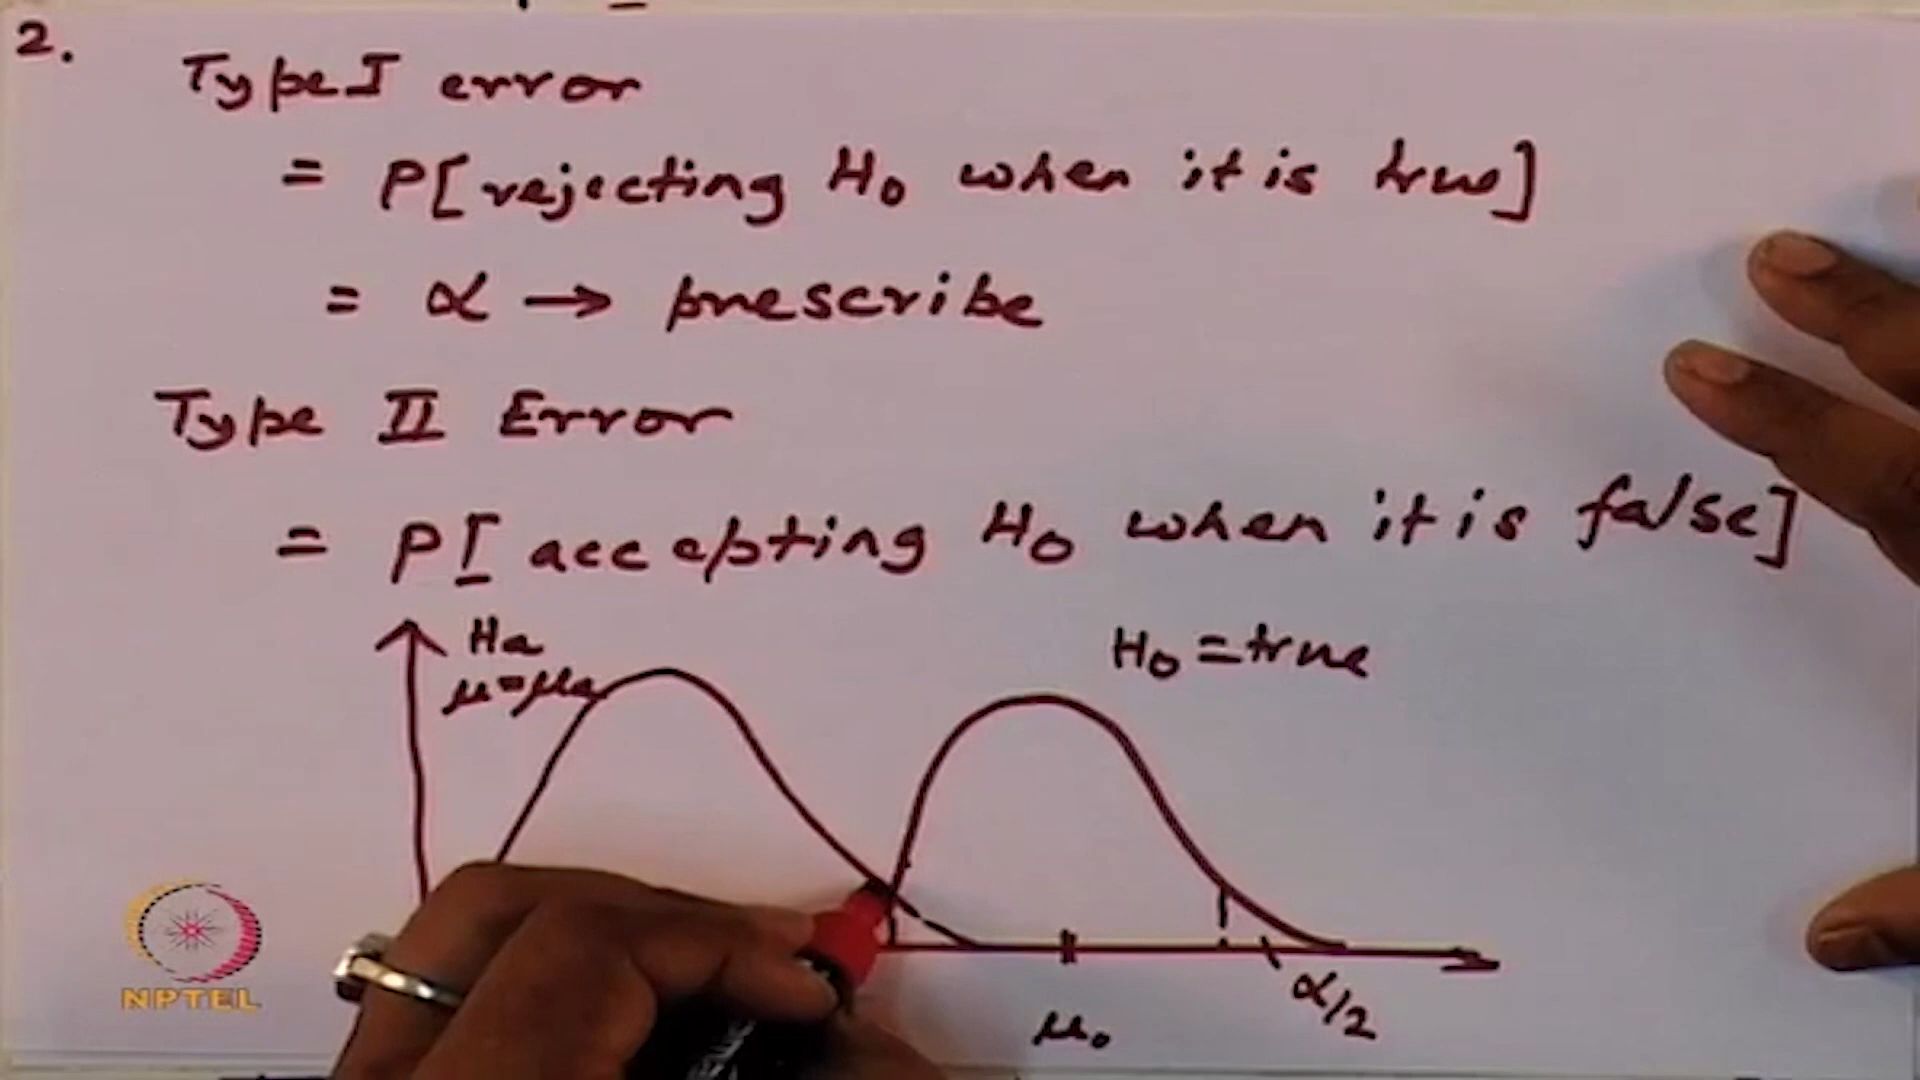 2.
Type I error
= P[rejecting H0 when it is true]
= α → prescribe
Type II Error
= P[accepting H0 when it is false]
Ha
μ=μa
H0 = true
μ0
α/2
NPTEL